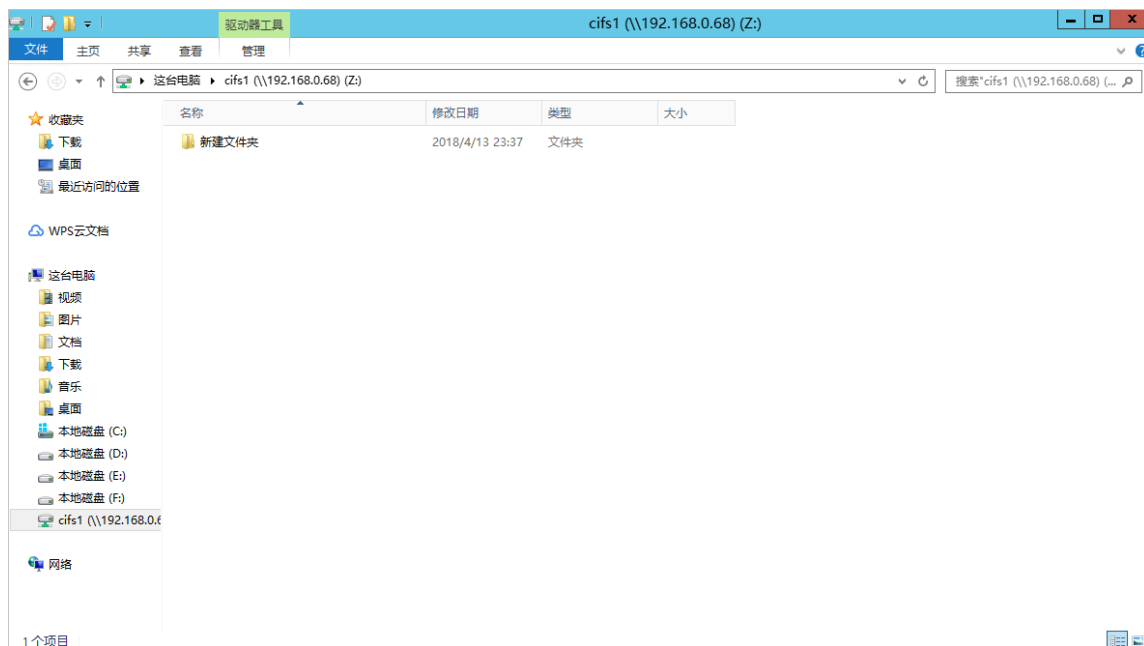 驱动器工具 cifs1 (\\192.168.0.68) (Z:)
文件 主页 共享 查看 管理
这台电脑 cifs1 (\\192.168.0.68) (Z:) 搜索"cifs1 (\\192.168.0.68) (...
名称 修改日期 类型 大小
新建文件夹 2018/4/13 23:37 文件夹
收藏夹
下载
桌面
最近访问的位置
WPS云文档
这台电脑
视频
图片
文档
下载
音乐
桌面
本地磁盘 (C:)
本地磁盘 (D:)
本地磁盘 (E:)
本地磁盘 (F:)
cifs1 (\\192.168.0.6
网络
1 个项目